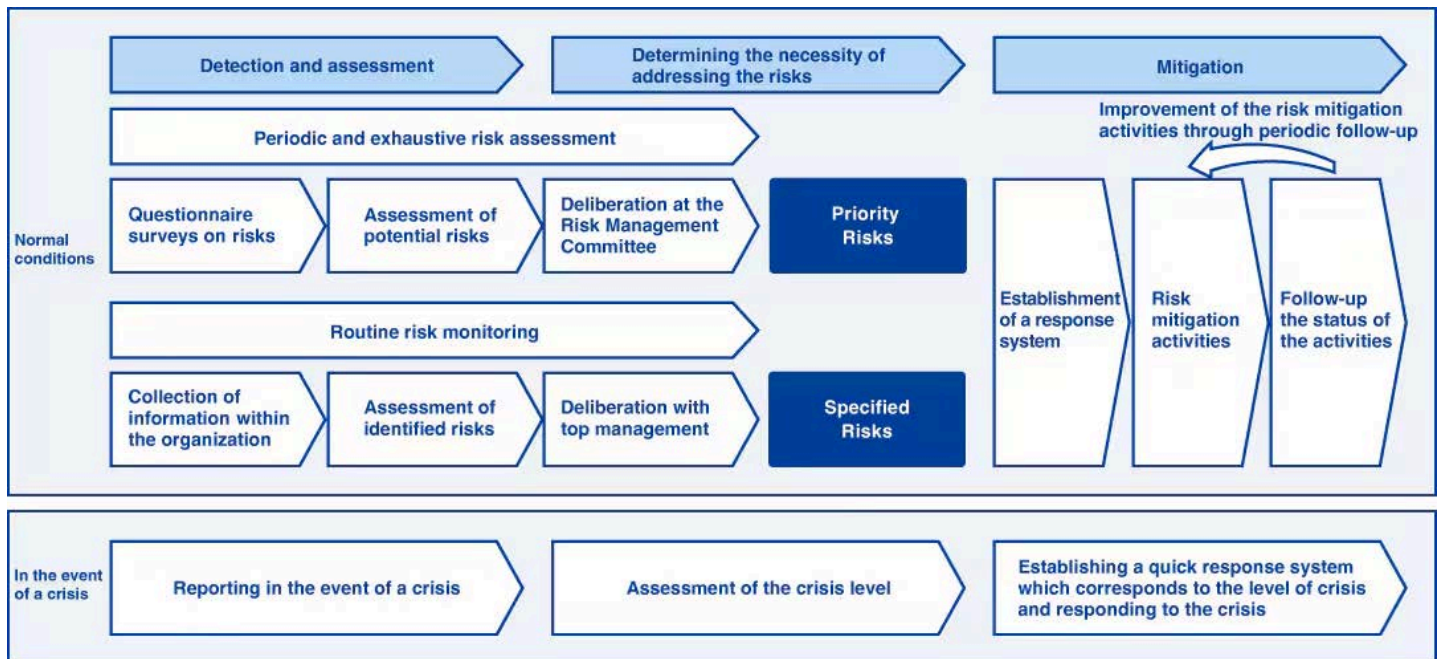 Detection and assessment
Determining the necessity of
addressing the risks
Mitigation
Improvement of the risk mitigation
activities through periodic follow-up
Normal
conditions
Periodic and exhaustive risk assessment
Questionnaire
surveys on risks
Assessment of
potential risks
Deliberation at the
Risk Management
Committee
Priority
Risks
Routine risk monitoring
Collection of
information within
the organization
Assessment of
identified risks
Deliberation with
top management
Specified
Risks
Establishment
of a response
system
Risk
mitigation
activities
Follow-up
the status of
the activities
In the event
of a crisis
Reporting in the event of a crisis
Assessment of the crisis level
Establishing a quick response system
which corresponds to the level of crisis
and responding to the crisis